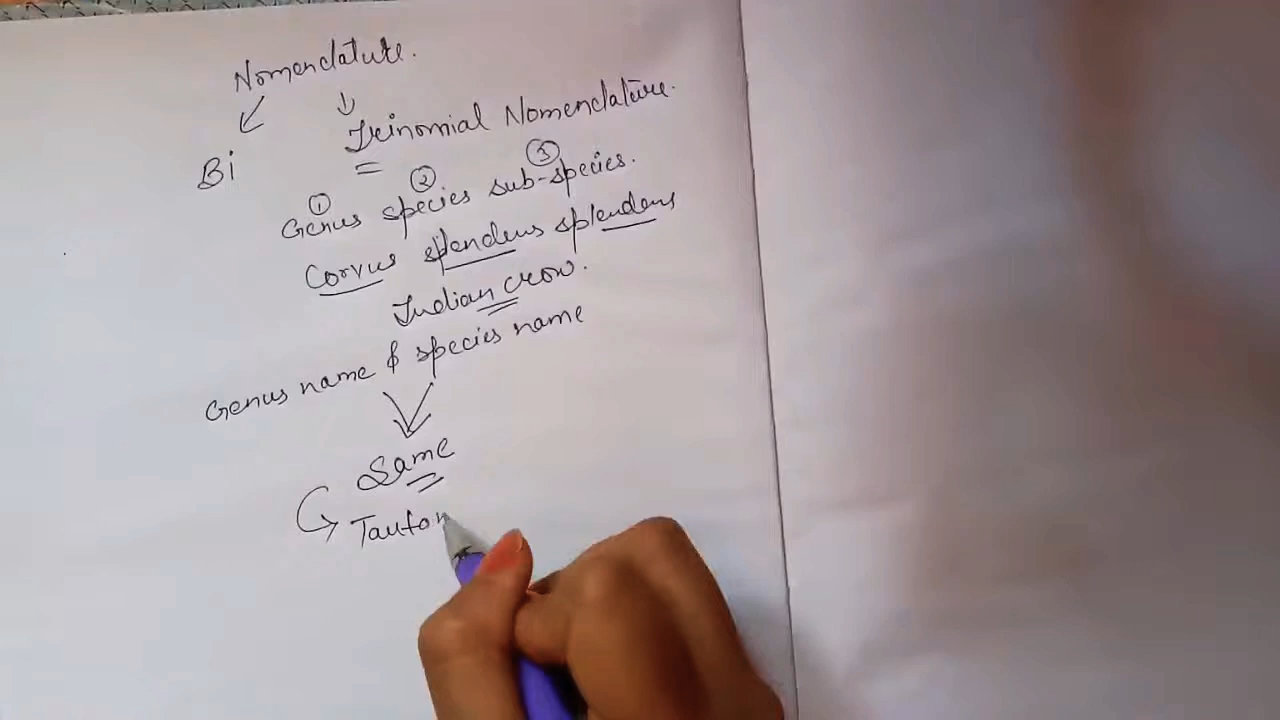 Nomenclature.
Bi
Trinomial Nomenclature.
1 2 3
Genus species sub-species.
Corvus splendens splendens
Indian crow.
Genus name & species name
Same
Tauton